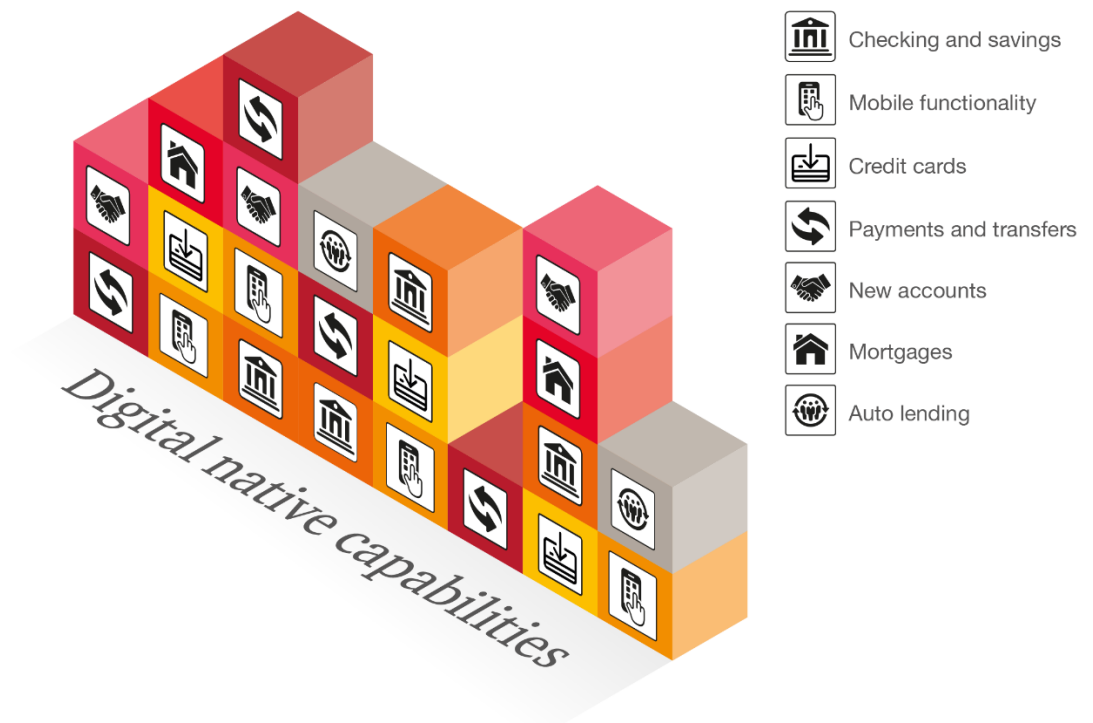 Checking and savings
Mobile functionality
Credit cards
Payments and transfers
New accounts
Mortgages
Auto lending
Digital native capabilities